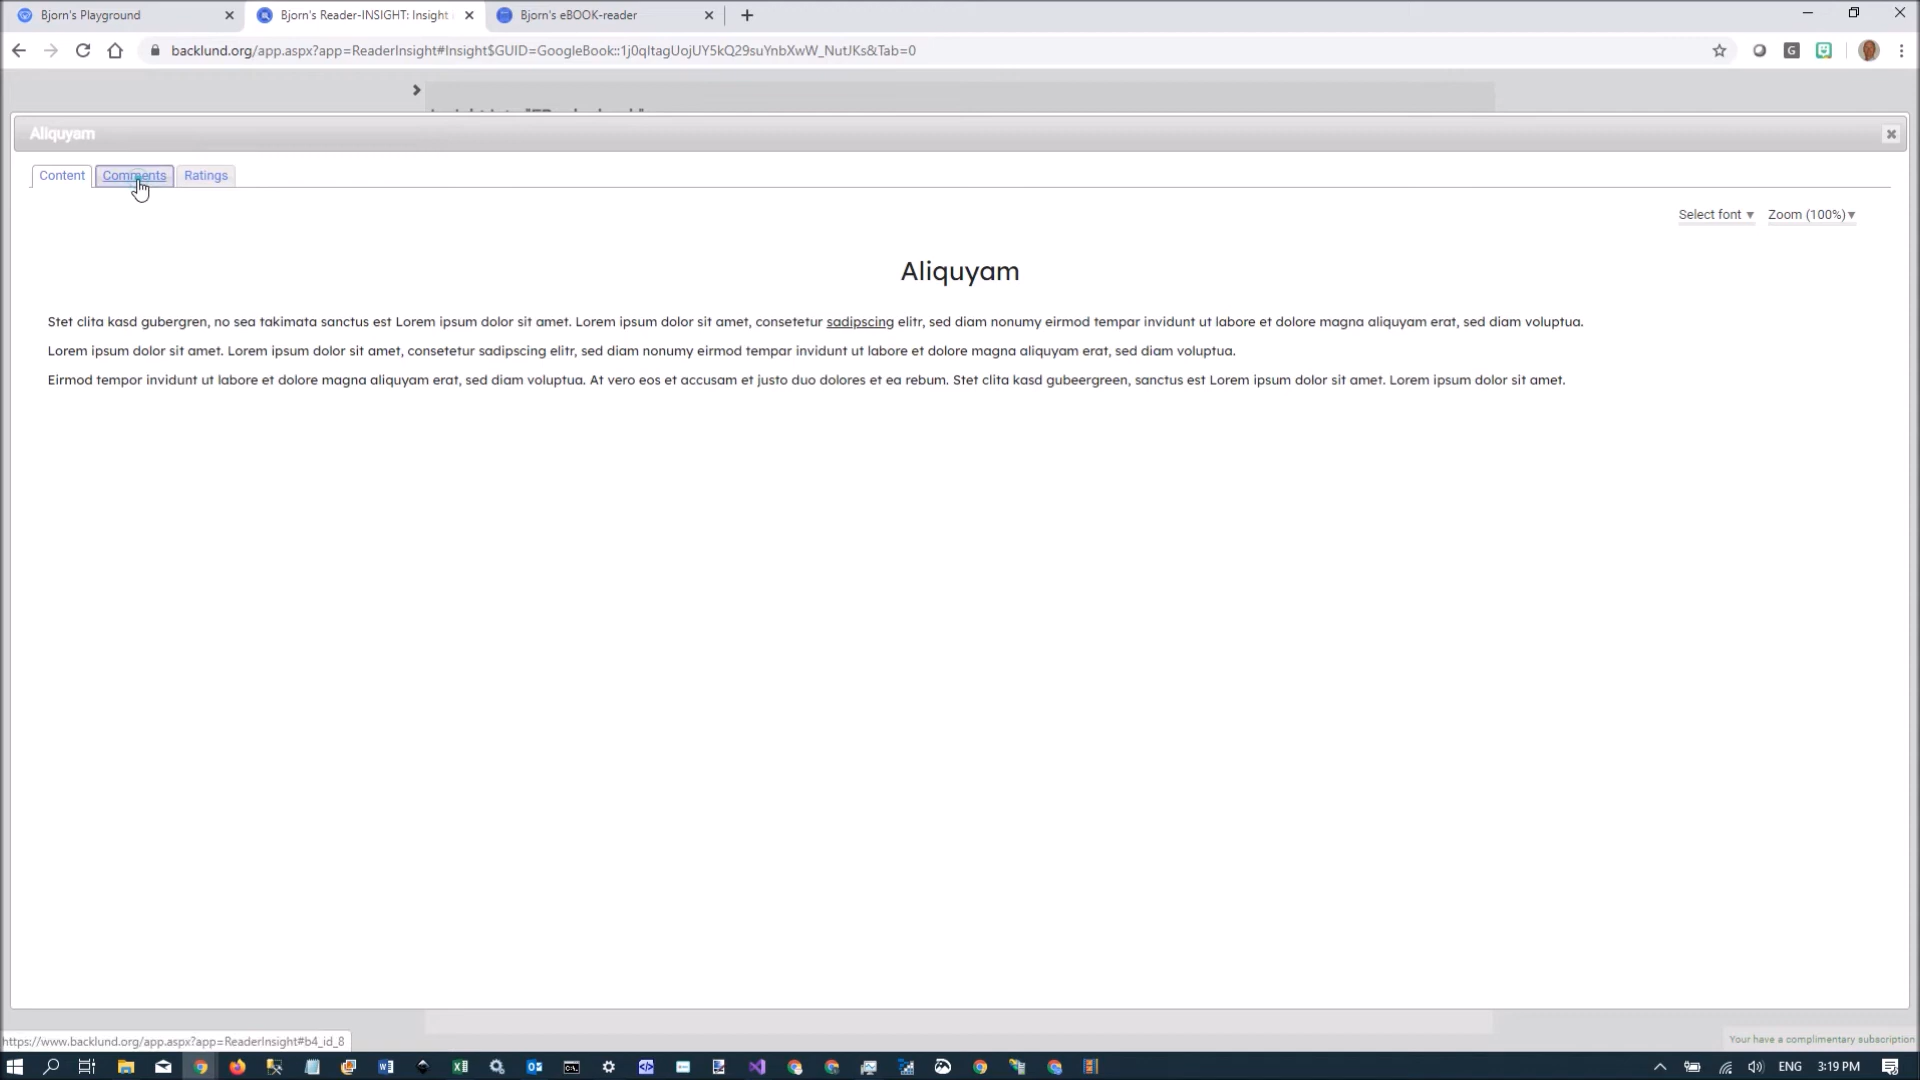 Bjorn's Playground
Bjorn's Reader-INSIGHT: Insight
Bjorn's eBOOK-reader
backlund.org/app.aspx?app=ReaderInsight#Insight$GUID=GoogleBook::1j0qItagUojUY5kQ29suYnbXwW_NutJKs&Tab=0
Aliquyam
Content
Comments
Ratings
Select font
Zoom (100%)
Aliquyam
Stet clita kasd gubergren, no sea takimata sanctus est Lorem ipsum dolor sit amet. Lorem ipsum dolor sit amet, consetetur sadipscing elitr, sed diam nonumy eirmod tempar invidunt ut labore et dolore magna aliquyam erat, sed diam voluptua.
Lorem ipsum dolor sit amet. Lorem ipsum dolor sit amet, consetetur sadipscing elitr, sed diam nonumy eirmod tempar invidunt ut labore et dolore magna aliquyam erat, sed diam voluptua.
Eirmod tempor invidunt ut labore et dolore magna aliquyam erat, sed diam voluptua. At vero eos et accusam et justo duo dolores et ea rebum. Stet clita kasd gubeergreen, sanctus est Lorem ipsum dolor sit amet. Lorem ipsum dolor sit amet.
https://www.backlund.org/app.aspx?app=ReaderInsight#b4_id_8
Your have a complimentary subscription
ENG
3:19 PM